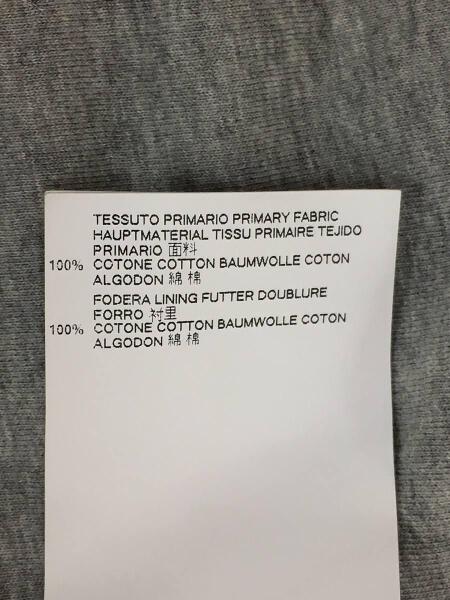 TESSUTO PRIMARIO PRIMARY FABRIC
HAUPTMATERIAL TISSU PRIMAIRE TEJIDO
PRIMARIO 面料
100% COTONE COTTON BAUMWOLLE COTON
ALGODON 綿 棉
FODERA LINING FUTTER DOUBLURE
FORRO 衬里
100% COTONE COTTON BAUMWOLLE COTON
ALGODON 綿 棉